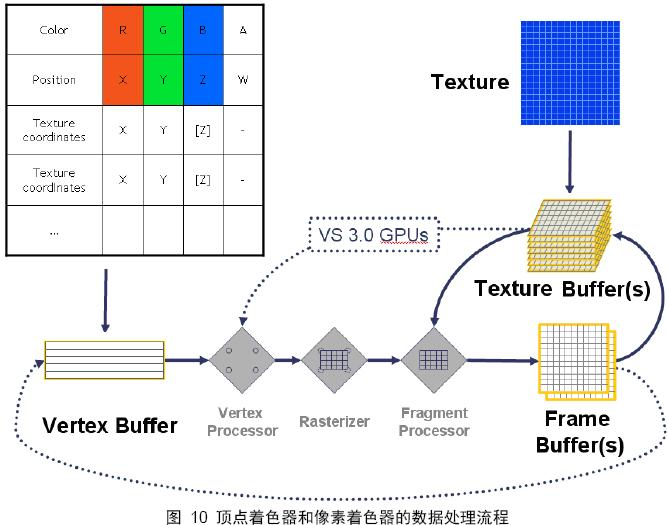 Color R G B A
Position X Y Z W
Texture
coordinates X Y [Z] -
Texture
coordinates X Y [Z] -
...
Texture
VS 3.0 GPUs
Texture Buffer(s)
Vertex Buffer
Vertex
Processor
Rasterizer
Fragment
Processor
Frame
Buffer(s)
图 10 顶点着色器和像素着色器的数据处理流程